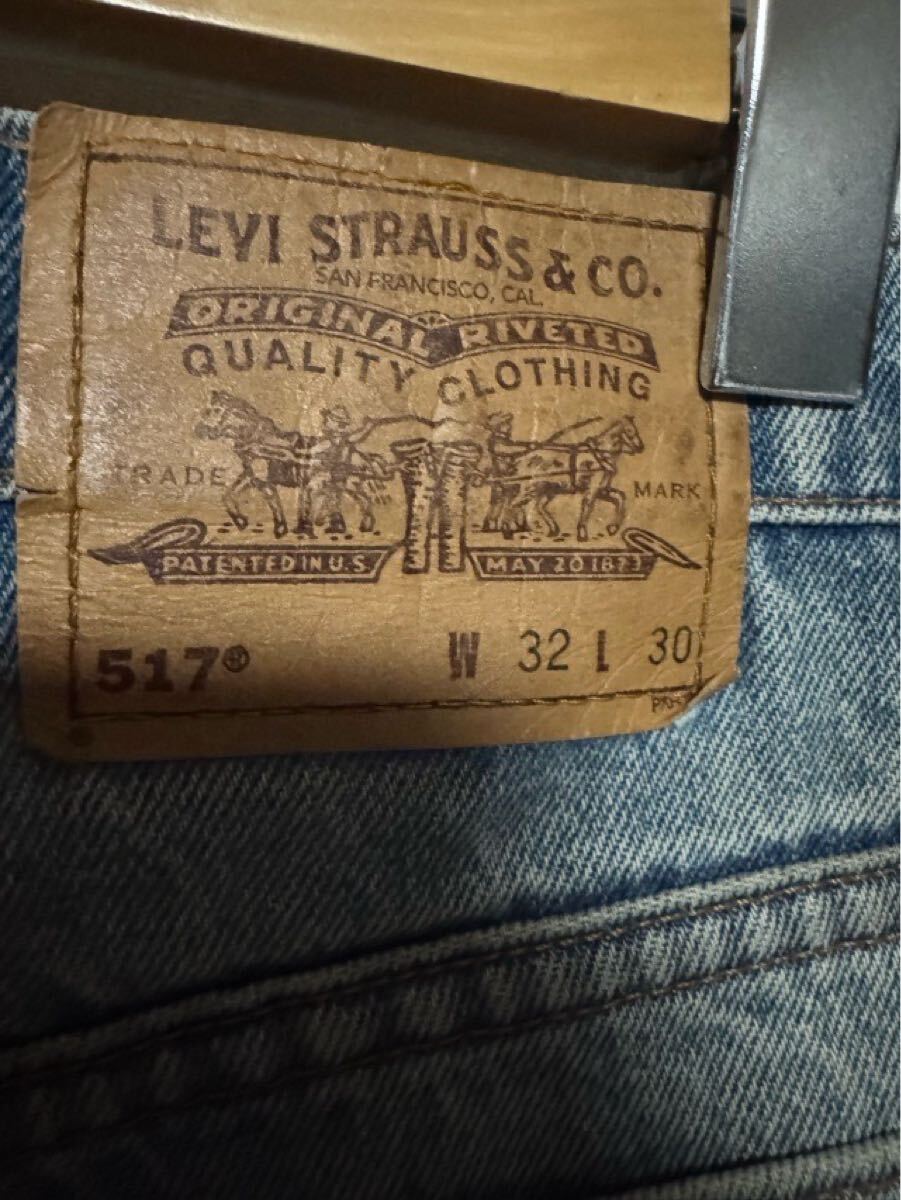 LEVI STRAUSS & CO.
SAN FRANCISCO, CAL.
ORIGINAL RIVETED
QUALITY CLOTHING
TRADE MARK
PATENTED IN U.S. MAY 20 1873
517® W 32 L 30